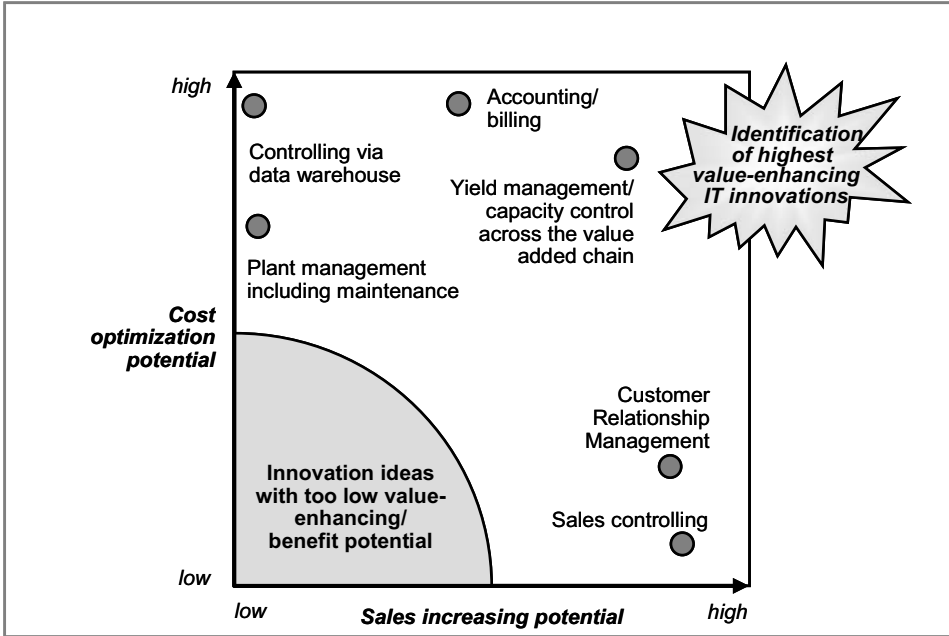 high
Accounting/
billing
Identification
of highest
value-enhancing
IT innovations
Controlling via
data warehouse
Yield management/
capacity control
across the value
added chain
Plant management
including maintenance
Cost
optimization
potential
Customer
Relationship
Management
Innovation ideas
with too low value-
enhancing/
benefit potential
Sales controlling
low
low
Sales increasing potential
high